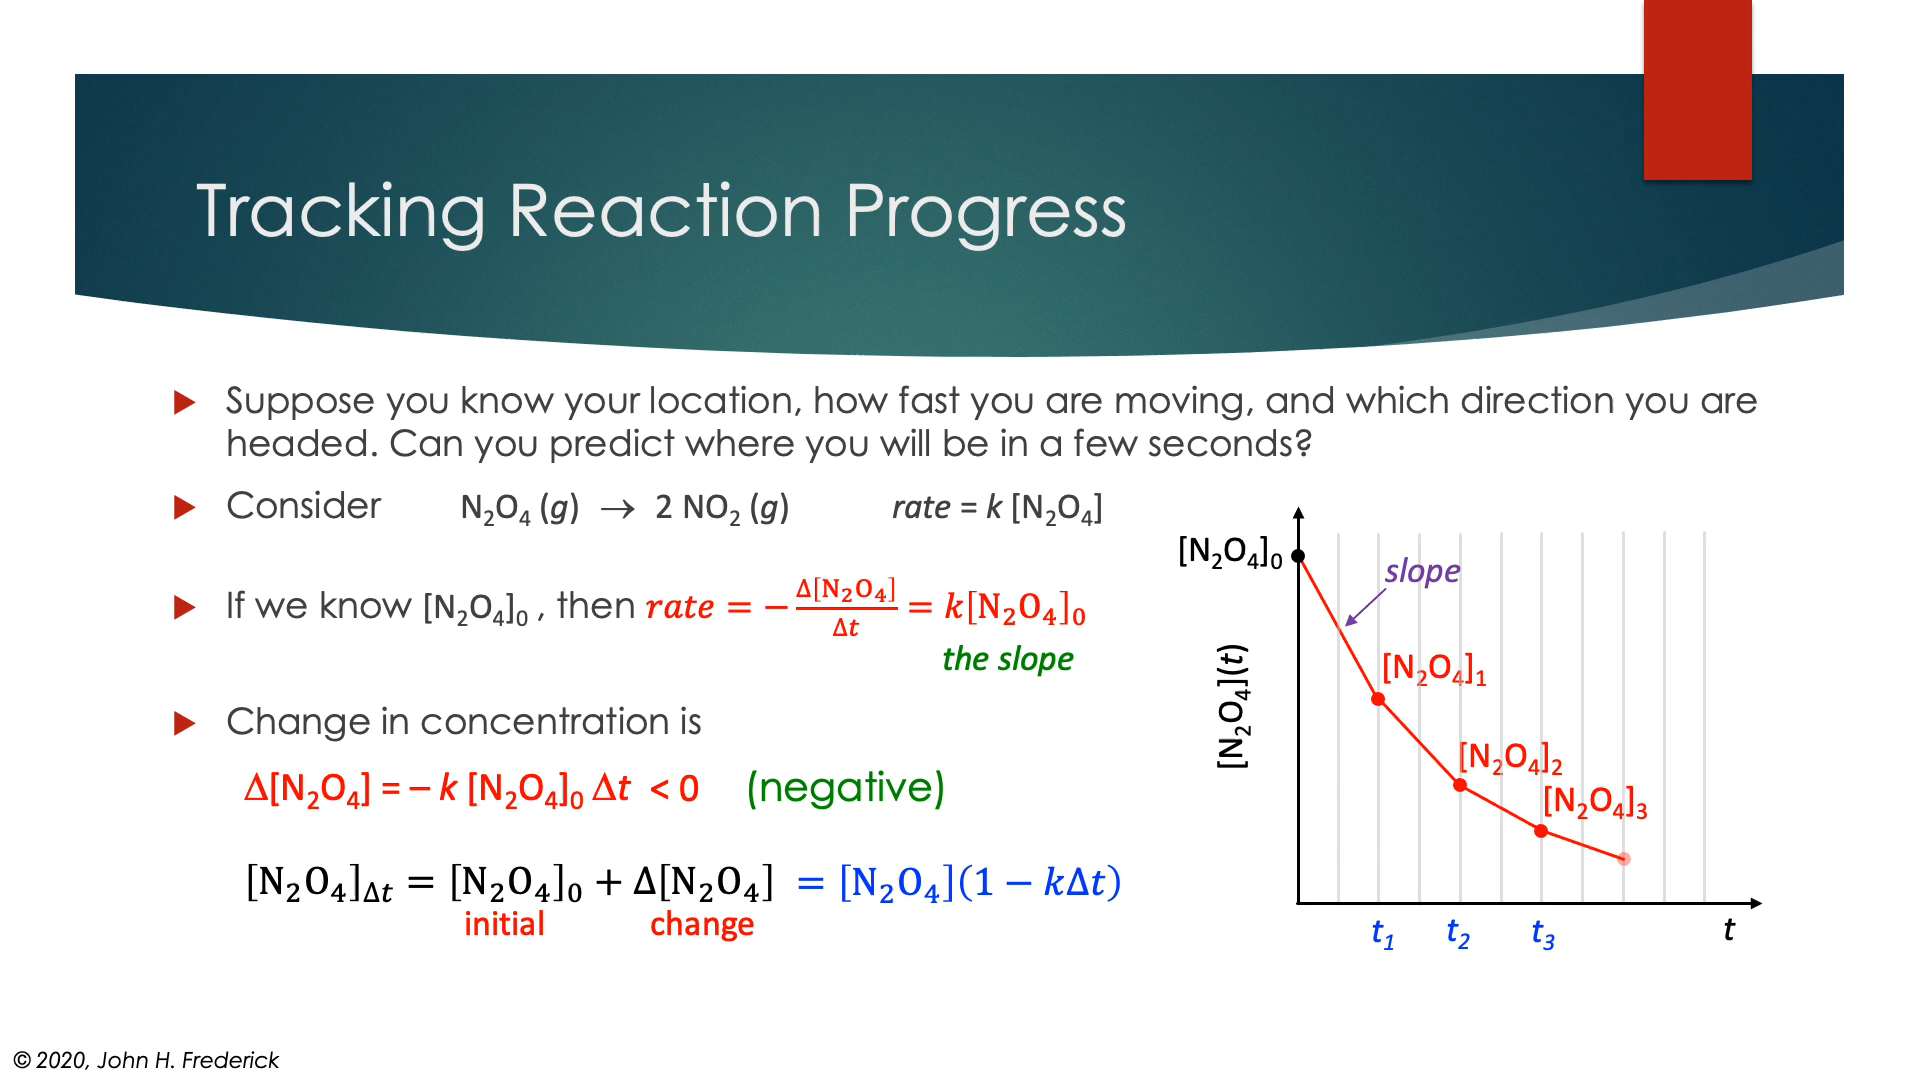 Tracking Reaction Progress
Suppose you know your location, how fast you are moving, and which direction you are
headed. Can you predict where you will be in a few seconds?
Consider N₂O₄ (g) → 2 NO₂ (g) rate = k [N₂O₄]
If we know [N₂O₄]₀ , then rate = − Δ[N₂O₄]/Δt = k[N₂O₄]₀
the slope
Change in concentration is
Δ[N₂O₄] = – k [N₂O₄]₀ Δt < 0 (negative)
[N₂O₄]Δt = [N₂O₄]₀ + Δ[N₂O₄] = [N₂O₄](1 − kΔt)
initial change
[N₂O₄]₀
slope
[N₂O₄]₁
[N₂O₄]₂
[N₂O₄]₃
[N₂O₄](t)
t₁ t₂ t₃ t
© 2020, John H. Frederick